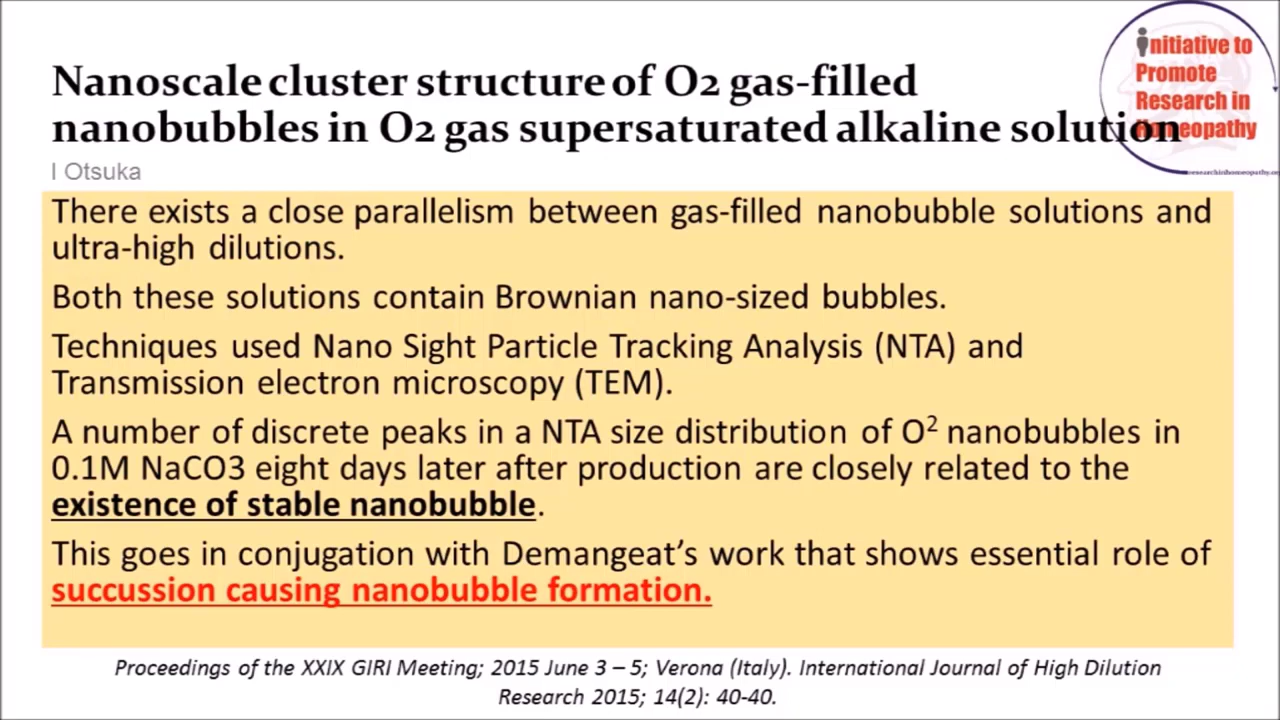 Initiative to
Promote
Research in
Homeopathy
researchinhomeopathy.or
Nanoscale cluster structure of O2 gas-filled
nanobubbles in O2 gas supersaturated alkaline solution
I Otsuka
There exists a close parallelism between gas-filled nanobubble solutions and
ultra-high dilutions.
Both these solutions contain Brownian nano-sized bubbles.
Techniques used Nano Sight Particle Tracking Analysis (NTA) and
Transmission electron microscopy (TEM).
A number of discrete peaks in a NTA size distribution of O² nanobubbles in
0.1M NaCO3 eight days later after production are closely related to the
existence of stable nanobubble.
This goes in conjugation with Demangeat’s work that shows essential role of
succussion causing nanobubble formation.
Proceedings of the XXIX GIRI Meeting; 2015 June 3 – 5; Verona (Italy). International Journal of High Dilution
Research 2015; 14(2): 40-40.